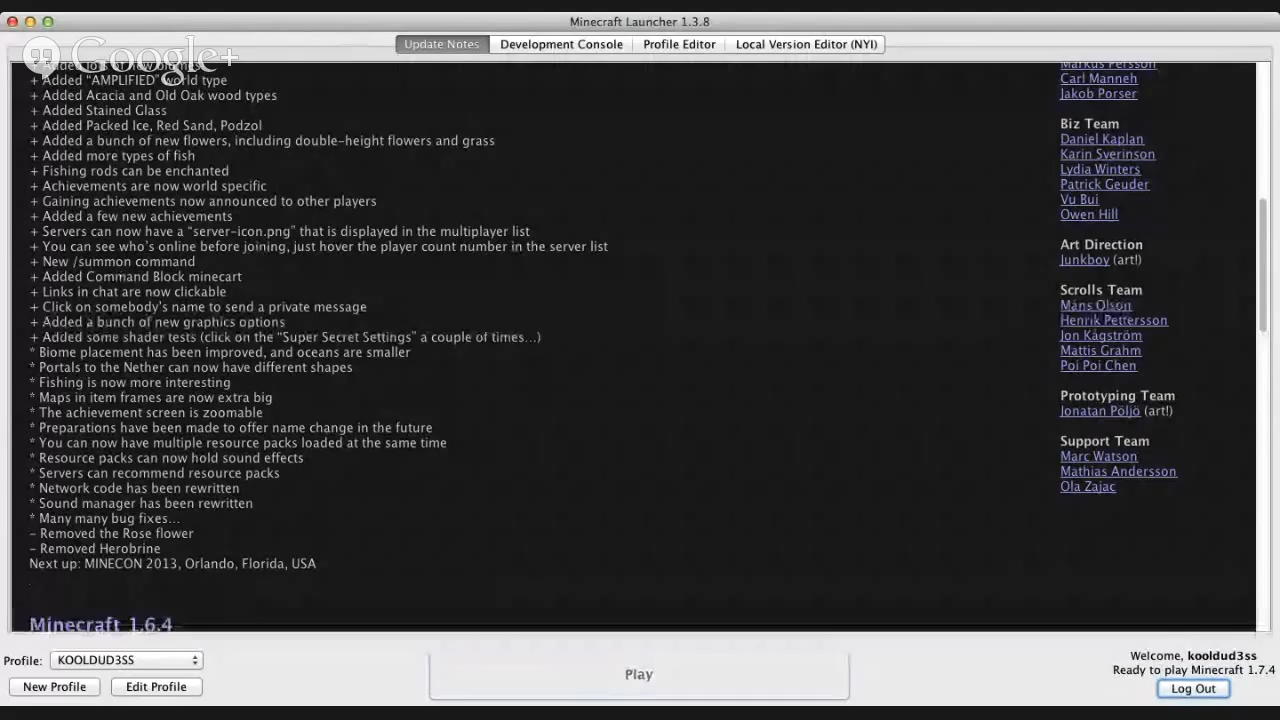 Minecraft Launcher 1.3.8
Google+
Update Notes Development Console Profile Editor Local Version Editor (NYI)
+ Added “AMPLIFIED” world type
+ Added Acacia and Old Oak wood types
+ Added Stained Glass
+ Added Packed Ice, Red Sand, Podzol
+ Added a bunch of new flowers, including double-height flowers and grass
+ Added more types of fish
+ Fishing rods can be enchanted
+ Achievements are now world specific
+ Gaining achievements now announced to other players
+ Added a few new achievements
+ Servers can now have a “server-icon.png” that is displayed in the multiplayer list
+ You can see who’s online before joining, just hover the player count number in the server list
+ New /summon command
+ Added Command Block minecart
+ Links in chat are now clickable
+ Click on somebody’s name to send a private message
+ Added a bunch of new graphics options
+ Added some shader tests (click on the “Super Secret Settings” a couple of times…)
* Biome placement has been improved, and oceans are smaller
* Portals to the Nether can now have different shapes
* Fishing is now more interesting
* Maps in item frames are now extra big
* The achievement screen is zoomable
* Preparations have been made to offer name change in the future
* You can now have multiple resource packs loaded at the same time
* Resource packs can now hold sound effects
* Servers can recommend resource packs
* Network code has been rewritten
* Sound manager has been rewritten
* Many many bug fixes…
- Removed the Rose flower
- Removed Herobrine
Next up: MINECON 2013, Orlando, Florida, USA
Minecraft 1.6.4
Markus Persson
Carl Manneh
Jakob Porser
Biz Team
Daniel Kaplan
Karin Sverinson
Lydia Winters
Patrick Geuder
Vu Bui
Owen Hill
Art Direction
Junkboy (art!)
Scrolls Team
Måns Olson
Henrik Pettersson
Jon Kågström
Mattis Grahm
Poi Poi Chen
Prototyping Team
Jonatan Pöljö (art!)
Support Team
Marc Watson
Mathias Andersson
Ola Zajac
Profile: KOOLDUD3SS
New Profile Edit Profile
Play
Welcome, kooldud3ss
Ready to play Minecraft 1.7.4
Log Out